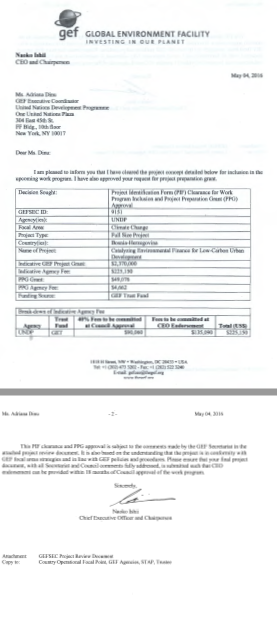 gef GLOBAL ENVIRONMENT FACILITY
INVESTING IN OUR PLANET
Naoko Ishii
CEO and Chairperson
May 04, 2016
Ms. Adriana Dinu
GEF Executive Coordinator
United Nations Development Programme
One United Nations Plaza
304 East 45th St.
FF Bldg., 10th floor
New York, NY 10017
Dear Ms. Dinu:
I am pleased to inform you that I have cleared the project concept detailed below for inclusion in the
upcoming work program. I have also approved your request for project preparation grant.
Decision Sought: Project Identification Form (PIF) Clearance for Work
Program Inclusion and Project Preparation Grant (PPG)
Approval
GEFSEC ID: 9151
Agency(ies): UNDP
Focal Area: Climate Change
Project Type: Full Size Project
Country(ies): Bosnia-Herzegovina
Name of Project: Catalyzing Environmental Finance for Low-Carbon Urban
Development
Indicative GEF Project Grant: $2,370,000
Indicative Agency Fee: $225,150
PPG Grant:
PPG Agency Fee: $4,662
Funding Source: GEF Trust Fund
Breakdown of Indicative Agency Fee
Agency Trust Fund 40% Fees to be committed at Council Approval Fees to be committed at CEO Endorsement Total (US$)
UNDP GET $90,060 $135,090 $225,150
1818 H Street, NW • Washington, DC 20433 • USA
Ms. Adriana Dinu - 2 - May 04, 2016
This PIF clearance and PPG approval is subject to the comments made by the GEF Secretariat in the
attached project review document. It is also based on the understanding that the project is in conformity with
GEF focal area strategies and in line with GEF policies and procedures. Please ensure that your final project
document, with all Secretariat and Council comments fully addressed, is submitted such that CEO
endorsement can be provided within 18 months of Council approval of the work program.
Sincerely,
Naoko Ishii
Chief Executive Officer and Chairperson
Attachment: GEFSEC Project Review Document
Copy to: Country Operational Focal Point, GEF Agencies, STAP, Trustee